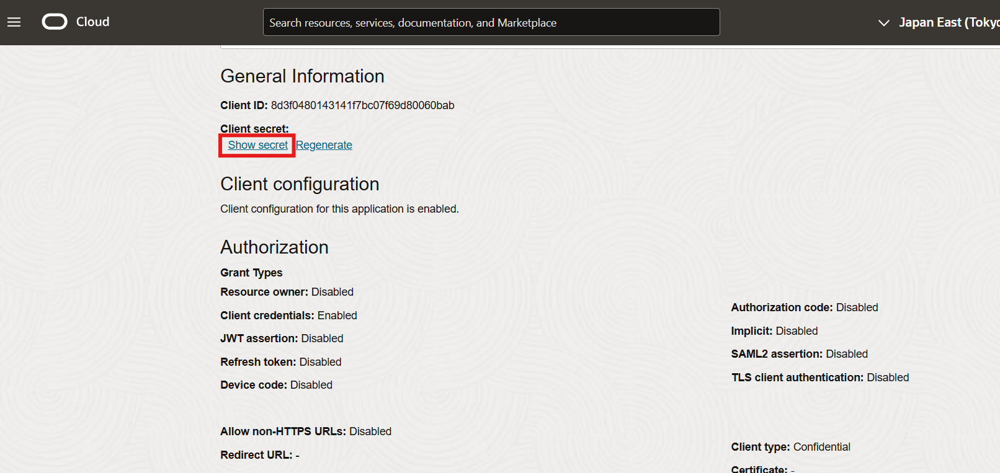 Cloud
Search resources, services, documentation, and Marketplace
Japan East (Tokyo
General Information
Client ID: 8d3f0480143141f7bc07f69d80060bab
Client secret:
Show secret Regenerate
Client configuration
Client configuration for this application is enabled.
Authorization
Grant Types
Resource owner: Disabled
Client credentials: Enabled
JWT assertion: Disabled
Refresh token: Disabled
Device code: Disabled
Authorization code: Disabled
Implicit: Disabled
SAML2 assertion: Disabled
TLS client authentication: Disabled
Allow non-HTTPS URLs: Disabled
Redirect URL: -
Client type: Confidential
Certificate: -